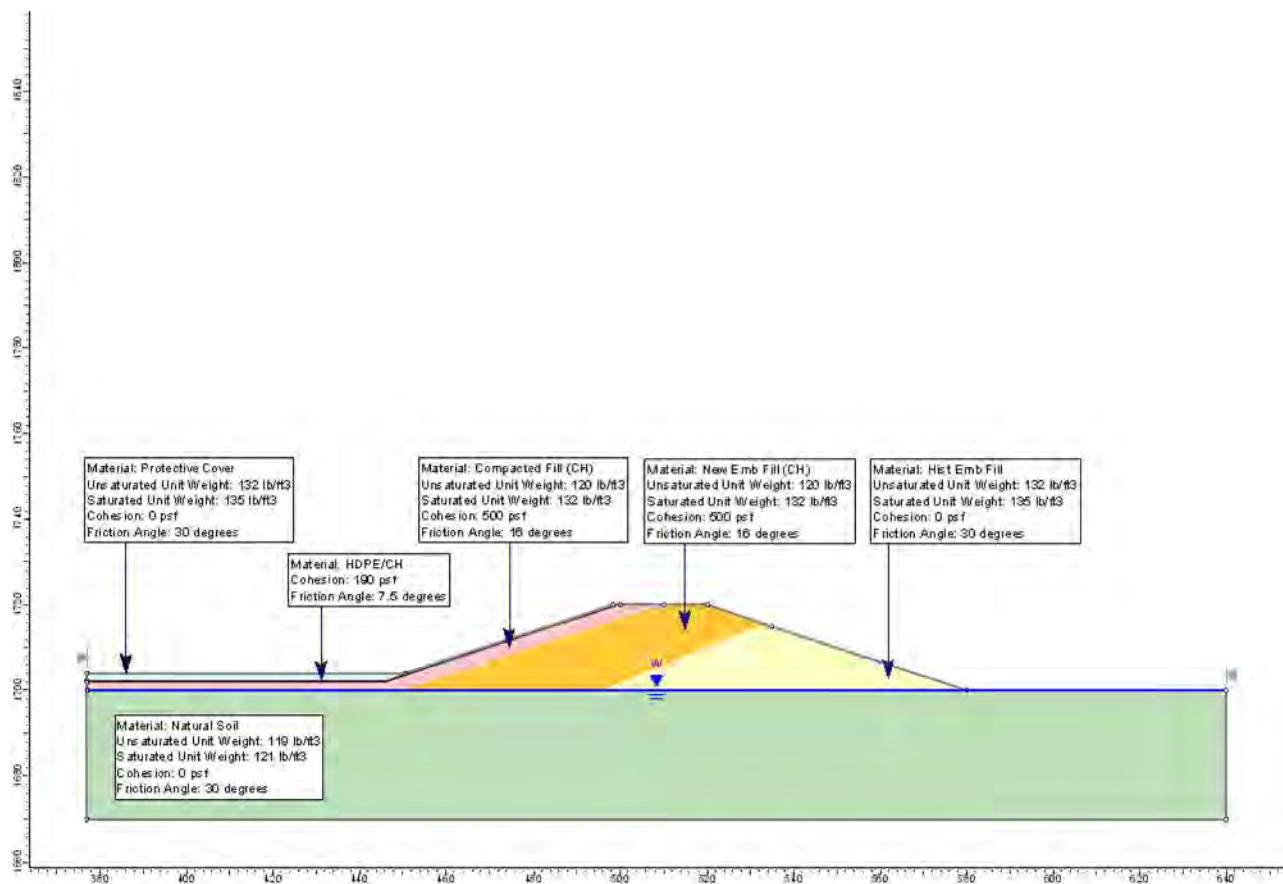 Material: Protective Cover
Unsaturated Unit Weight: 132 lb/ft3
Saturated Unit Weight: 135 lb/ft3
Cohesion: 0 psf
Friction Angle: 30 degrees
Material: HDPE/CH
Cohesion: 190 psf
Friction Angle: 7.5 degrees
Material: Compacted Fill (CH)
Unsaturated Unit Weight: 120 lb/ft3
Saturated Unit Weight: 132 lb/ft3
Cohesion: 500 psf
Friction Angle: 16 degrees
Material: New Emb Fill (CH)
Unsaturated Unit Weight: 120 lb/ft3
Saturated Unit Weight: 132 lb/ft3
Cohesion: 500 psf
Friction Angle: 16 degrees
Material: Hist Emb Fill
Unsaturated Unit Weight: 132 lb/ft3
Saturated Unit Weight: 135 lb/ft3
Cohesion: 0 psf
Friction Angle: 30 degrees
W
Material: Natural Soil
Unsaturated Unit Weight: 119 lb/ft3
Saturated Unit Weight: 121 lb/ft3
Cohesion: 0 psf
Friction Angle: 30 degrees
1760
1740
1720
1700
1680
1660
380
400
420
440
460
480
500
520
540
560
580
600
620
640